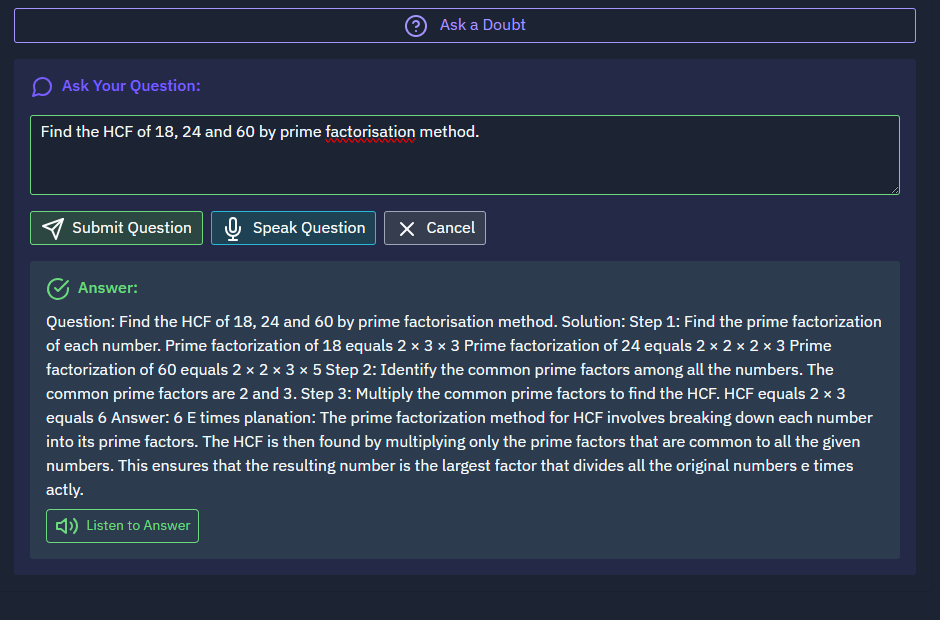 Ask a Doubt
Ask Your Question:
Find the HCF of 18, 24 and 60 by prime factorisation method.
Submit Question
Speak Question
Cancel
Answer:
Question: Find the HCF of 18, 24 and 60 by prime factorisation method. Solution: Step 1: Find the prime factorization
of each number. Prime factorization of 18 equals 2 × 3 × 3 Prime factorization of 24 equals 2 × 2 × 2 × 3 Prime
factorization of 60 equals 2 × 2 × 3 × 5 Step 2: Identify the common prime factors among all the numbers. The
common prime factors are 2 and 3. Step 3: Multiply the common prime factors to find the HCF. HCF equals 2 × 3
equals 6 Answer: 6 E times planation: The prime factorization method for HCF involves breaking down each number
into its prime factors. The HCF is then found by multiplying only the prime factors that are common to all the given
numbers. This ensures that the resulting number is the largest factor that divides all the original numbers e times
actly.
Listen to Answer